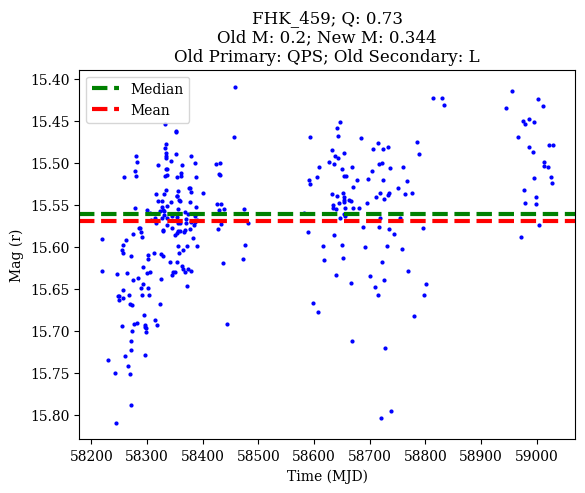 FHK_459; Q: 0.73
Old M: 0.2; New M: 0.344
Old Primary: QPS; Old Secondary: L
Median
Mean
15.40
15.45
15.50
15.55
15.60
15.65
15.70
15.75
15.80
Mag (r)
58200 58300 58400 58500 58600 58700 58800 58900 59000
Time (MJD)